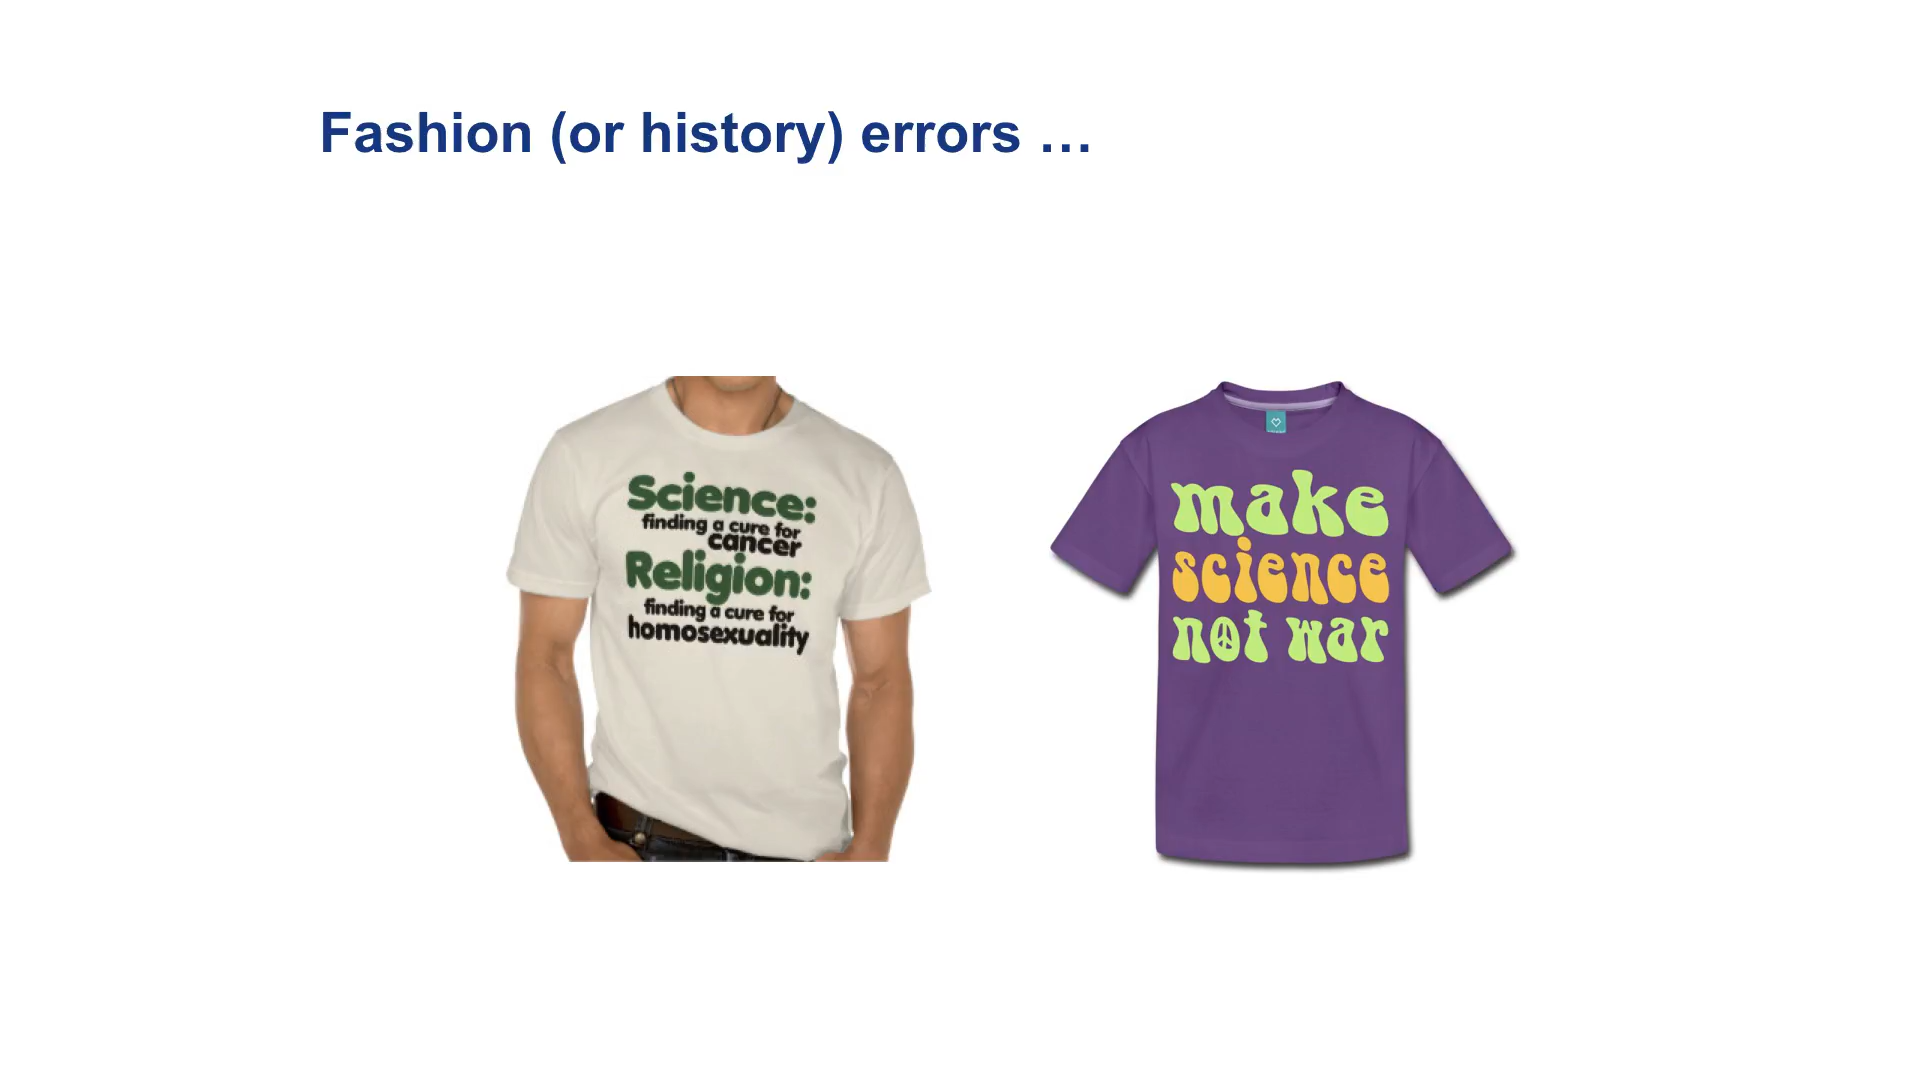 Fashion (or history) errors …
Science:
finding a cure for
cancer
Religion:
finding a cure for
homosexuality
make
science
not war